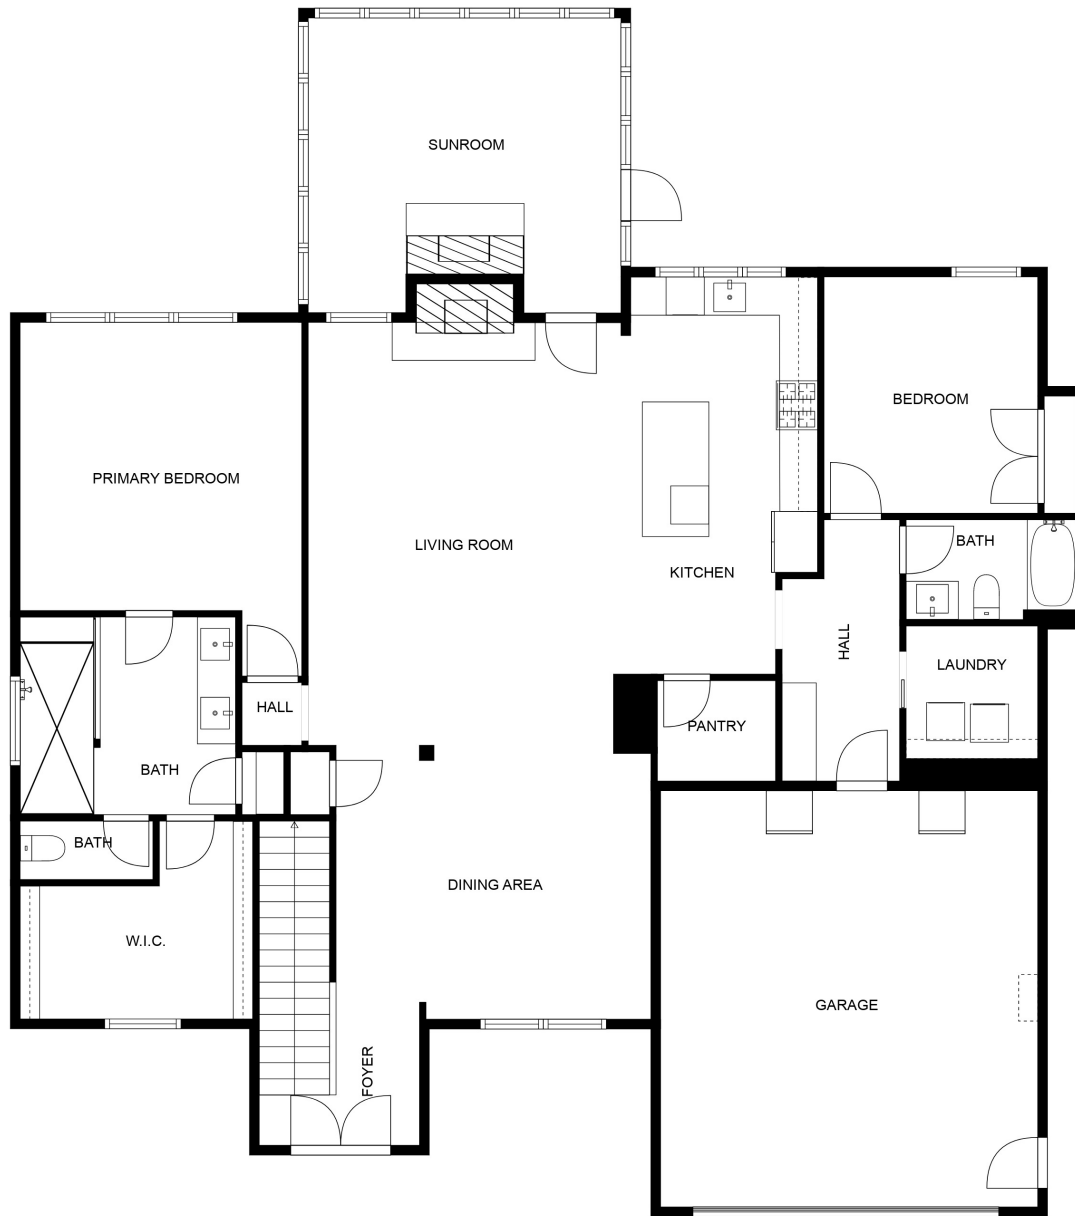 SUNROOM
BEDROOM
PRIMARY BEDROOM
LIVING ROOM
BATH
KITCHEN
HALL
LAUNDRY
HALL
PANTRY
BATH
BATH
DINING AREA
W.I.C.
GARAGE
FOYER